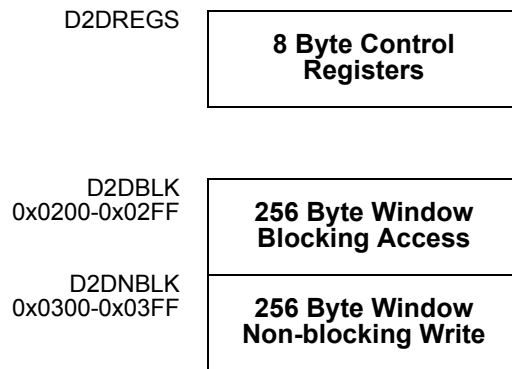 D2DREGS
8 Byte Control
Registers
D2DBLK
0x0200-0x02FF
256 Byte Window
Blocking Access
D2DNBLK
0x0300-0x03FF
256 Byte Window
Non-blocking Write